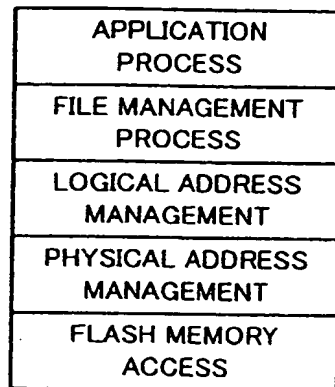 APPLICATION
PROCESS
FILE MANAGEMENT
PROCESS
LOGICAL ADDRESS
MANAGEMENT
PHYSICAL ADDRESS
MANAGEMENT
FLASH MEMORY
ACCESS